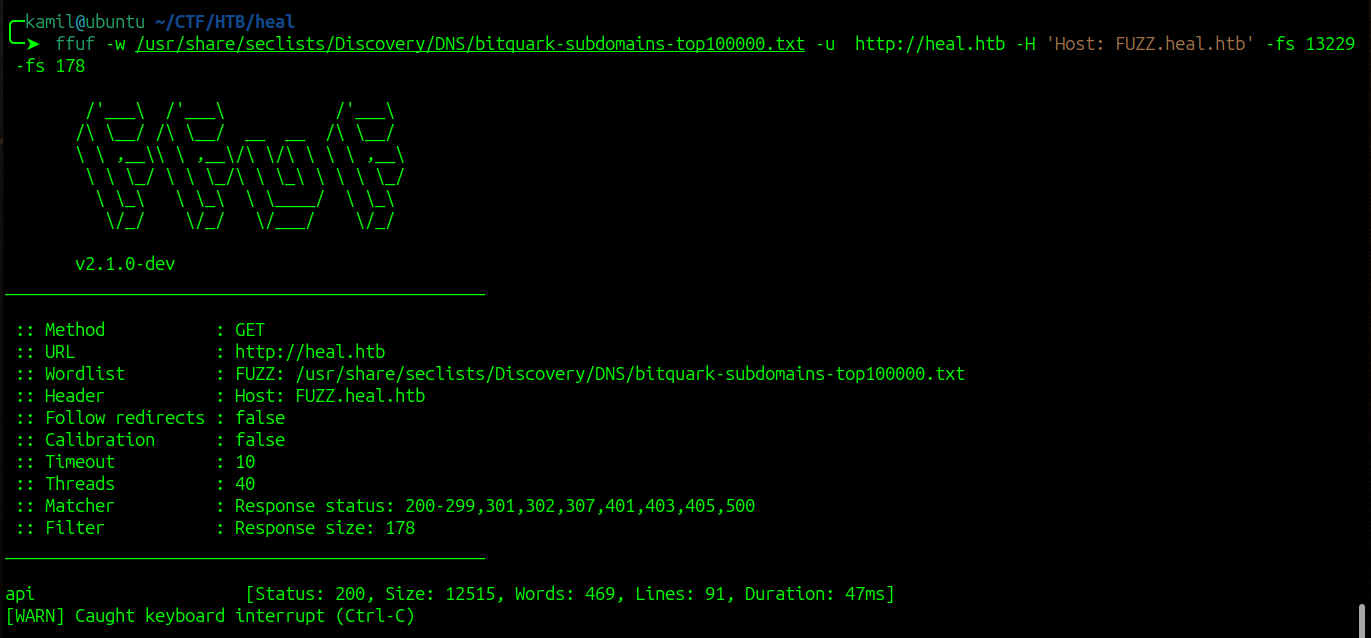 kamil@ubuntu ~/CTF/HTB/heal
ffuf -w /usr/share/seclists/Discovery/DNS/bitquark-subdomains-top100000.txt -u  http://heal.htb -H 'Host: FUZZ.heal.htb' -fs 13229
-fs 178
v2.1.0-dev
:: Method           : GET
:: URL              : http://heal.htb
:: Wordlist         : FUZZ: /usr/share/seclists/Discovery/DNS/bitquark-subdomains-top100000.txt
:: Header           : Host: FUZZ.heal.htb
:: Follow redirects : false
:: Calibration      : false
:: Timeout          : 10
:: Threads          : 40
:: Matcher          : Response status: 200-299,301,302,307,401,403,405,500
:: Filter           : Response size: 178
api                     [Status: 200, Size: 12515, Words: 469, Lines: 91, Duration: 47ms]
[WARN] Caught keyboard interrupt (Ctrl-C)